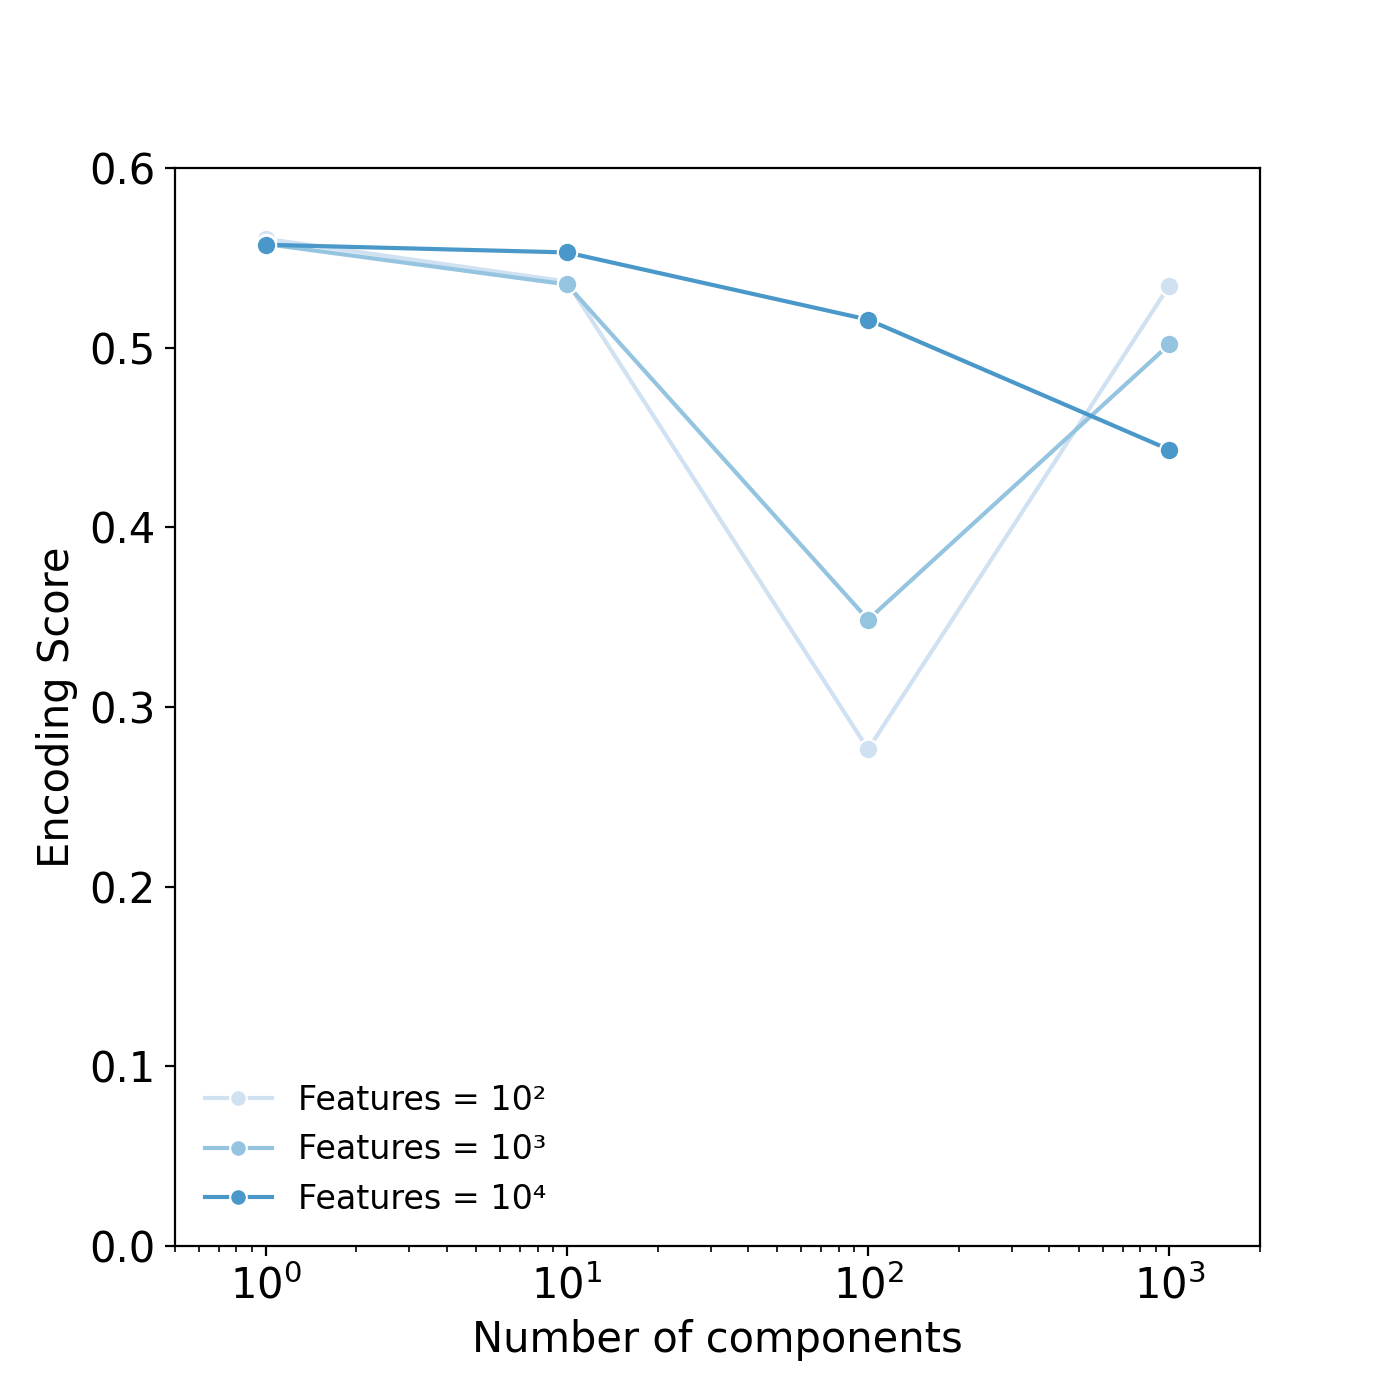 0.6
0.5
0.4
0.3
0.2
0.1
0.0
Encoding Score
Features = 10²
Features = 10³
Features = 10⁴
10⁰ 10¹ 10² 10³
Number of components